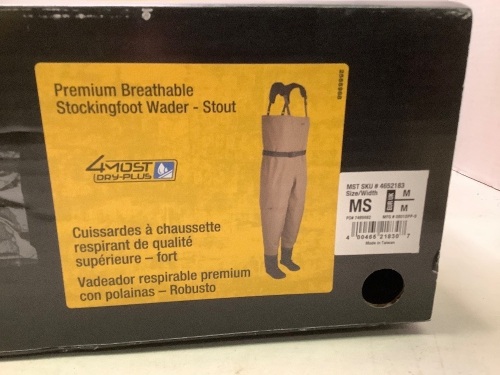 Premium Breathable
Stockingfoot Wader - Stout
4MOST
DRY-PLUS
Cuissardes à chaussette
respirant de qualité
supérieure – fort
Vadeador respirable premium
con polainas – Robusto
MST SKU # 4652183
Size/Width
MS
M
M
Made in Taiwan